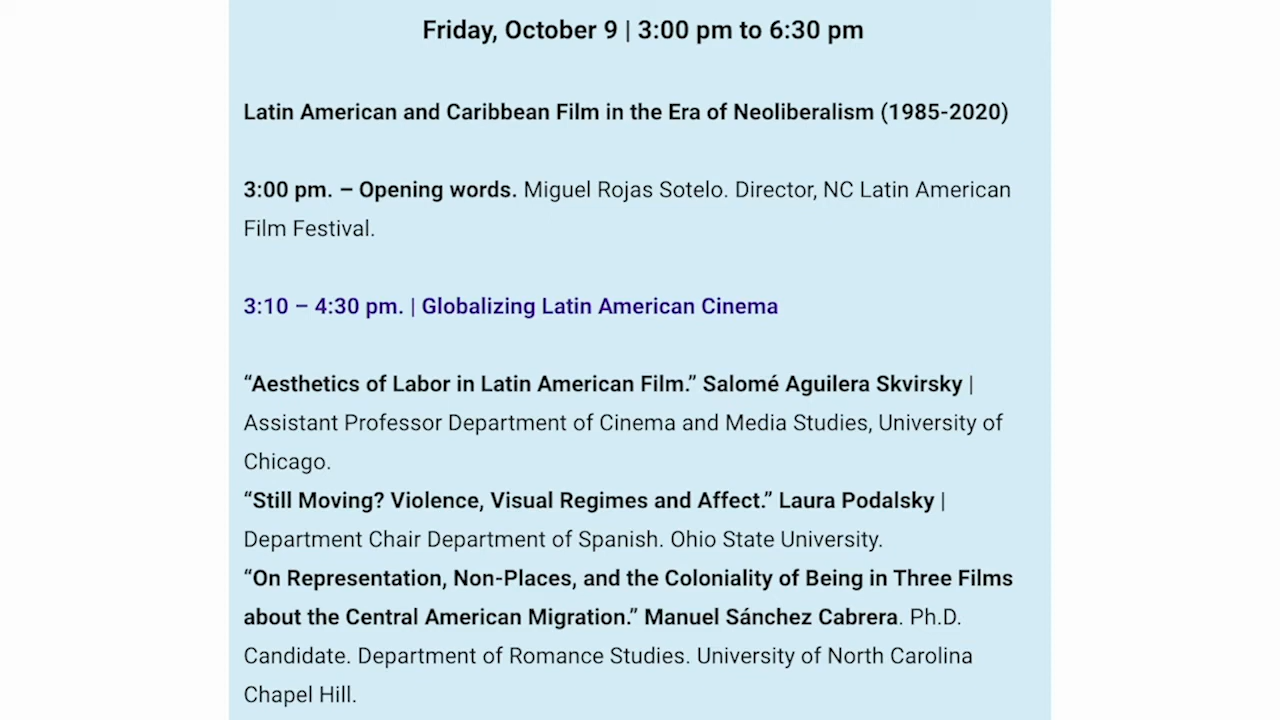 Friday, October 9 | 3:00 pm to 6:30 pm
Latin American and Caribbean Film in the Era of Neoliberalism (1985-2020)
3:00 pm. – Opening words. Miguel Rojas Sotelo. Director, NC Latin American
Film Festival.
3:10 – 4:30 pm. | Globalizing Latin American Cinema
“Aesthetics of Labor in Latin American Film.” Salomé Aguilera Skvirsky |
Assistant Professor Department of Cinema and Media Studies, University of
Chicago.
“Still Moving? Violence, Visual Regimes and Affect.” Laura Podalsky |
Department Chair Department of Spanish. Ohio State University.
“On Representation, Non-Places, and the Coloniality of Being in Three Films
about the Central American Migration.” Manuel Sánchez Cabrera. Ph.D.
Candidate. Department of Romance Studies. University of North Carolina
Chapel Hill.